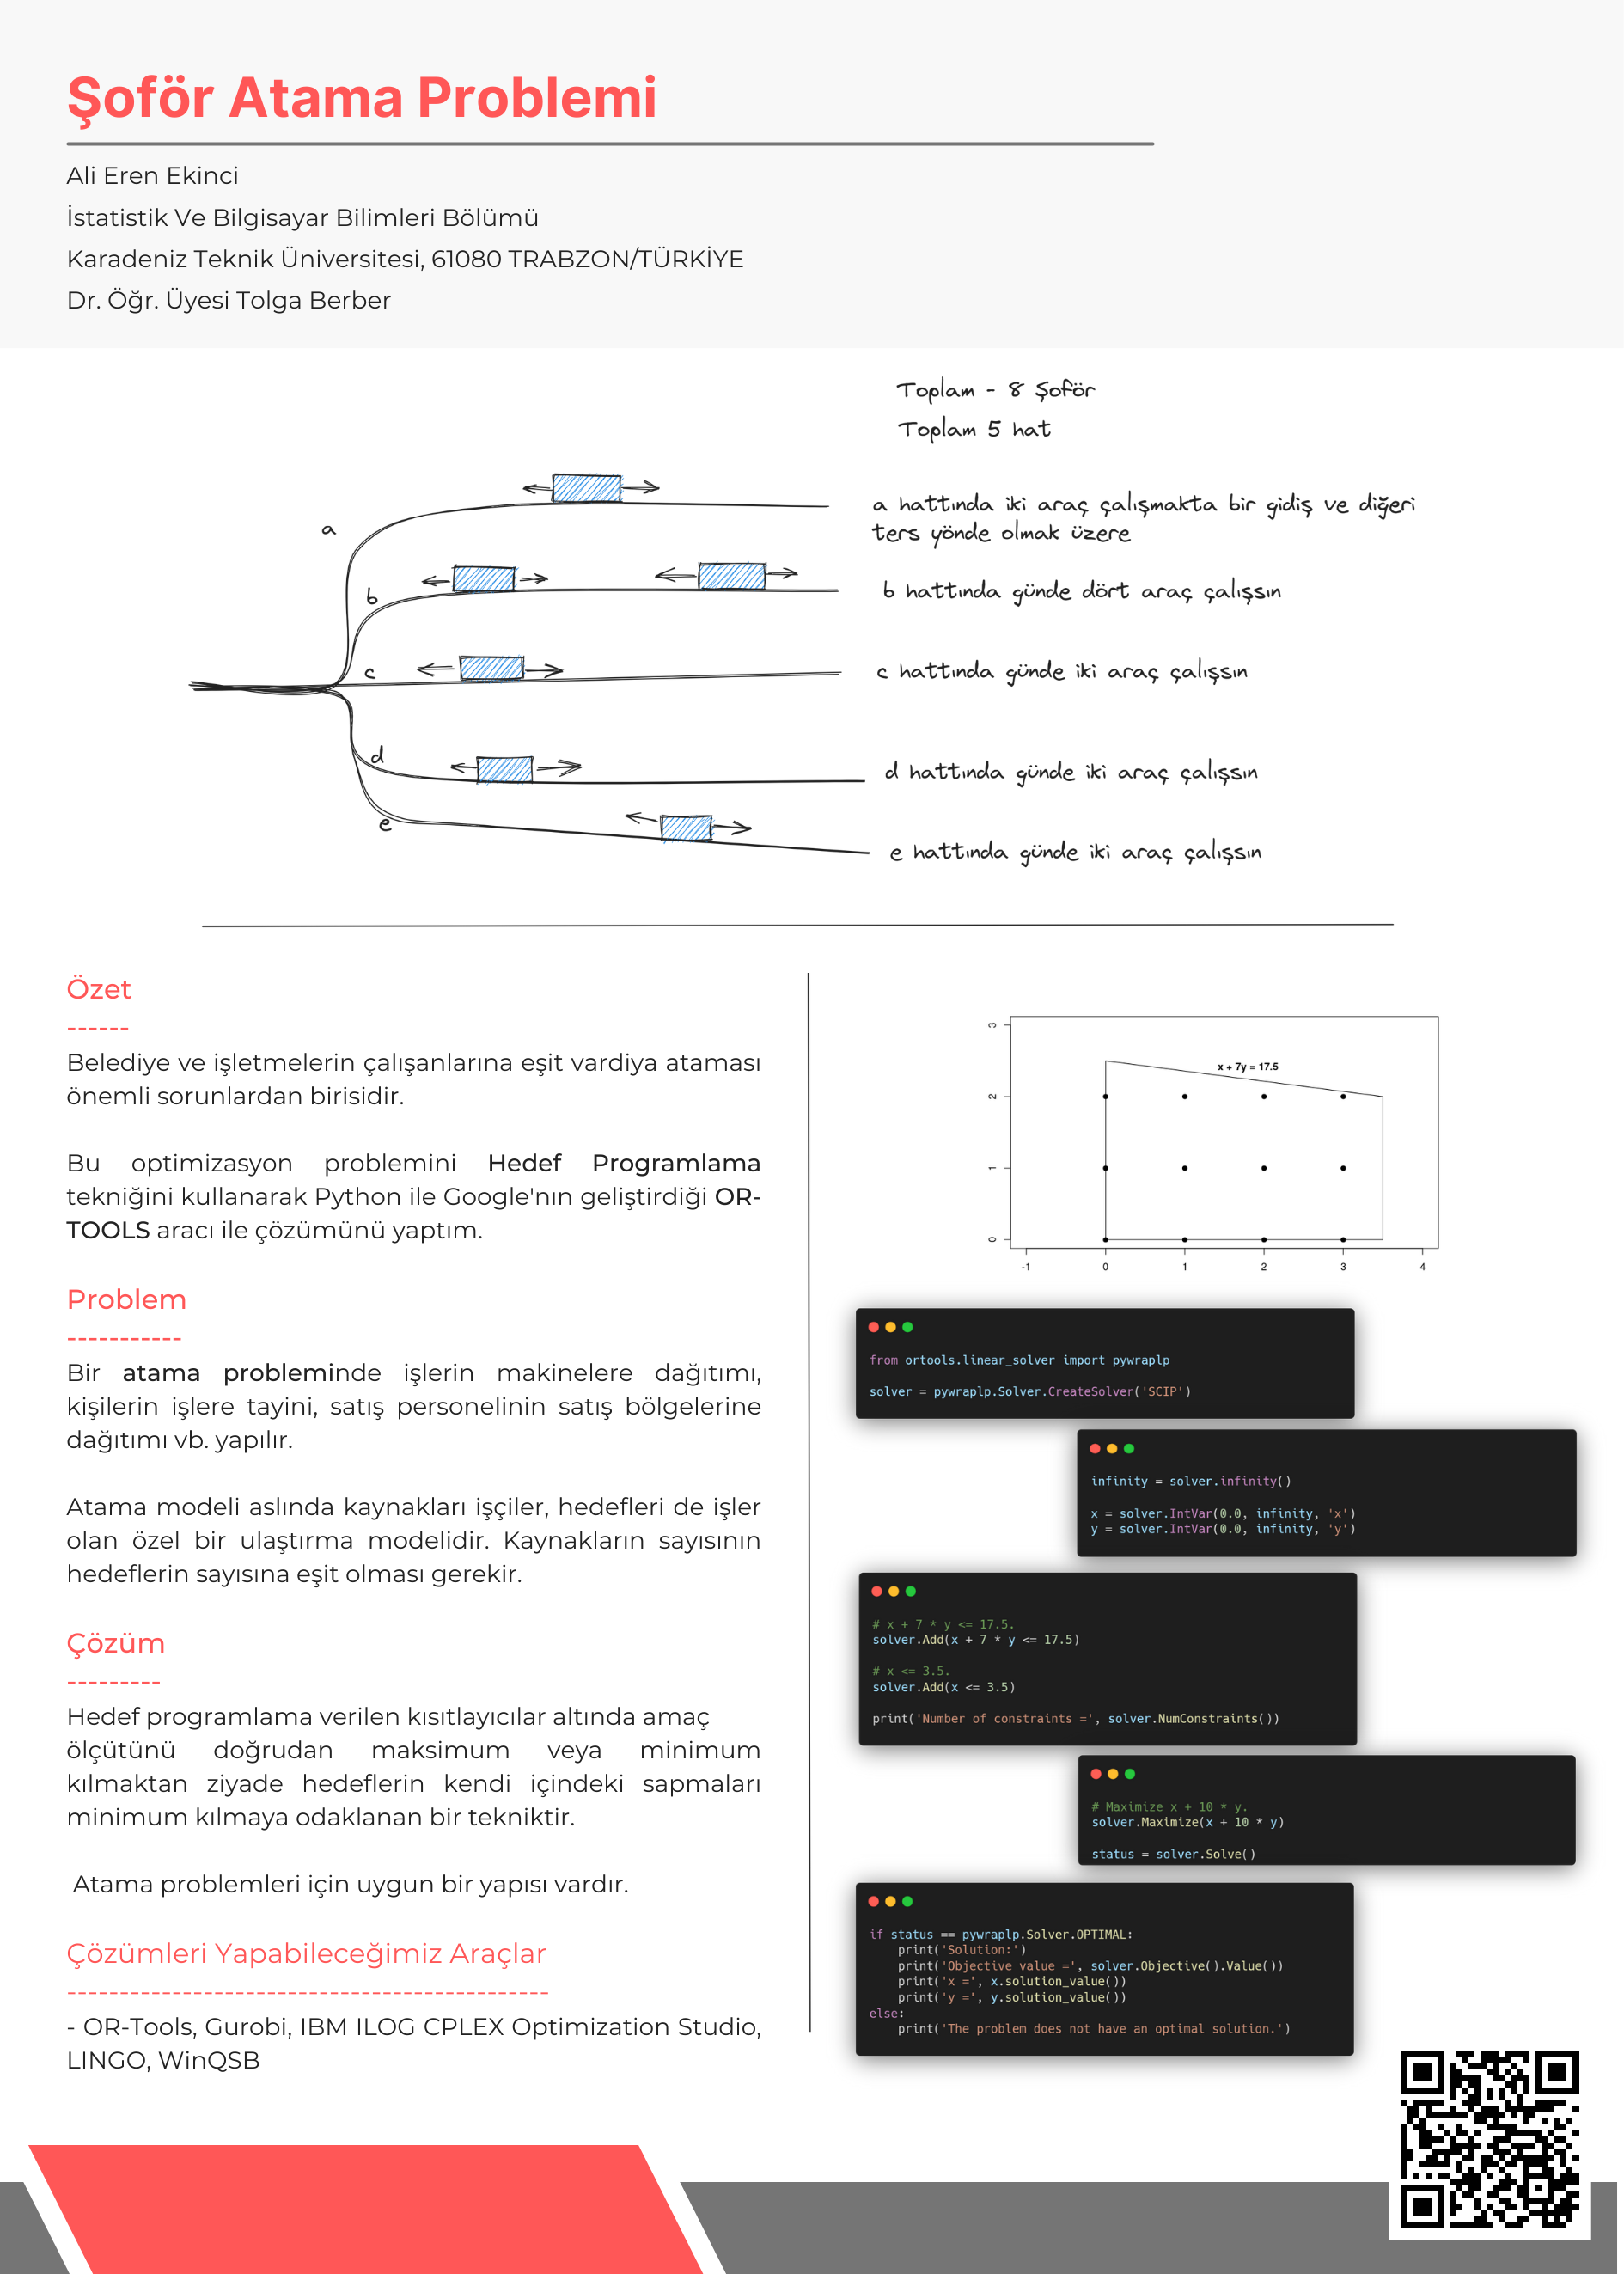 Şoför Atama Problemi
Ali Eren Ekinci
İstatistik Ve Bilgisayar Bilimleri Bölümü
Karadeniz Teknik Üniversitesi, 61080 TRABZON/TÜRKİYE
Dr. Öğr. Üyesi Tolga Berber
Toplam - 8 Şoför
Toplam 5 hat
a
a hattında iki araç çalışmakta bir gidiş ve diğeri
ters yönde olmak üzere
b
b hattında günde dört araç çalışsın
c
c hattında günde iki araç çalışsın
d
d hattında günde iki araç çalışsın
e
e hattında günde iki araç çalışsın
Özet
------
Belediye ve işletmelerin çalışanlarına eşit vardiya ataması
önemli sorunlardan birisidir.
Bu optimizasyon problemini Hedef Programlama
tekniğini kullanarak Python ile Google'nın geliştirdiği OR-
TOOLS aracı ile çözümünü yaptım.
Problem
-----------
Bir atama probleminde işlerin makinelere dağıtımı,
kişilerin işlere tayini, satış personelinin satış bölgelerine
dağıtımı vb. yapılır.
Atama modeli aslında kaynakları işçiler, hedefleri de işler
olan özel bir ulaştırma modelidir. Kaynakların sayısının
hedeflerin sayısına eşit olması gerekir.
Çözüm
---------
Hedef programlama verilen kısıtlayıcılar altında amaç
ölçütünü doğrudan maksimum veya minimum
kılmaktan ziyade hedeflerin kendi içindeki sapmaları
minimum kılmaya odaklanan bir tekniktir.
Atama problemleri için uygun bir yapısı vardır.
Çözümleri Yapabileceğimiz Araçlar
----------------------------------------------
- OR-Tools, Gurobi, IBM ILOG CPLEX Optimization Studio,
LINGO, WinQSB
3
x + 7y = 17.5
2
1
0
-1 0 1 2 3 4
from ortools.linear_solver import pywraplp
solver = pywraplp.Solver.CreateSolver('SCIP')
infinity = solver.infinity()
x = solver.IntVar(0.0, infinity, 'x')
y = solver.IntVar(0.0, infinity, 'y')
# x + 7 * y <= 17.5.
solver.Add(x + 7 * y <= 17.5)
# x <= 3.5.
solver.Add(x <= 3.5)
print('Number of constraints =', solver.NumConstraints())
# Maximize x + 10 * y.
solver.Maximize(x + 10 * y)
status = solver.Solve()
if status == pywraplp.Solver.OPTIMAL:
    print('Solution:')
    print('Objective value =', solver.Objective().Value())
    print('x =', x.solution_value())
    print('y =', y.solution_value())
else:
    print('The problem does not have an optimal solution.')